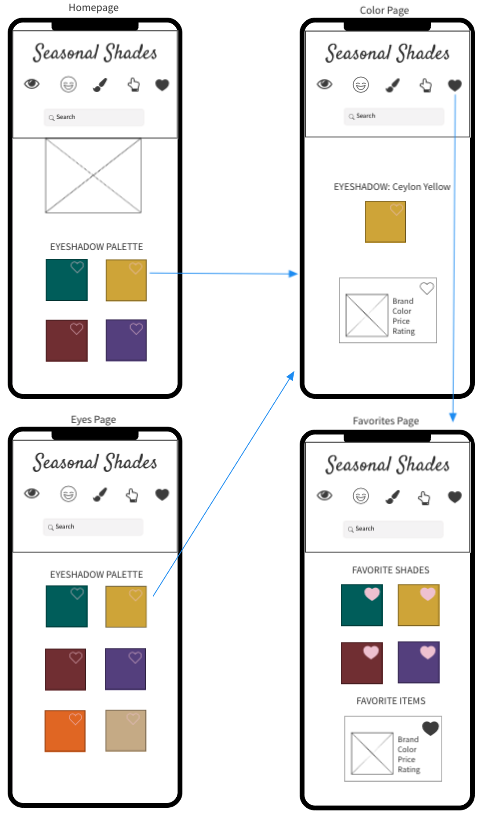 Homepage
Seasonal Shades
Search
EYESHADOW PALETTE
Color Page
Seasonal Shades
Search
EYESHADOW: Ceylon Yellow
Brand
Color
Price
Rating
Eyes Page
Seasonal Shades
Search
EYESHADOW PALETTE
Favorites Page
Seasonal Shades
Search
FAVORITE SHADES
FAVORITE ITEMS
Brand
Color
Price
Rating